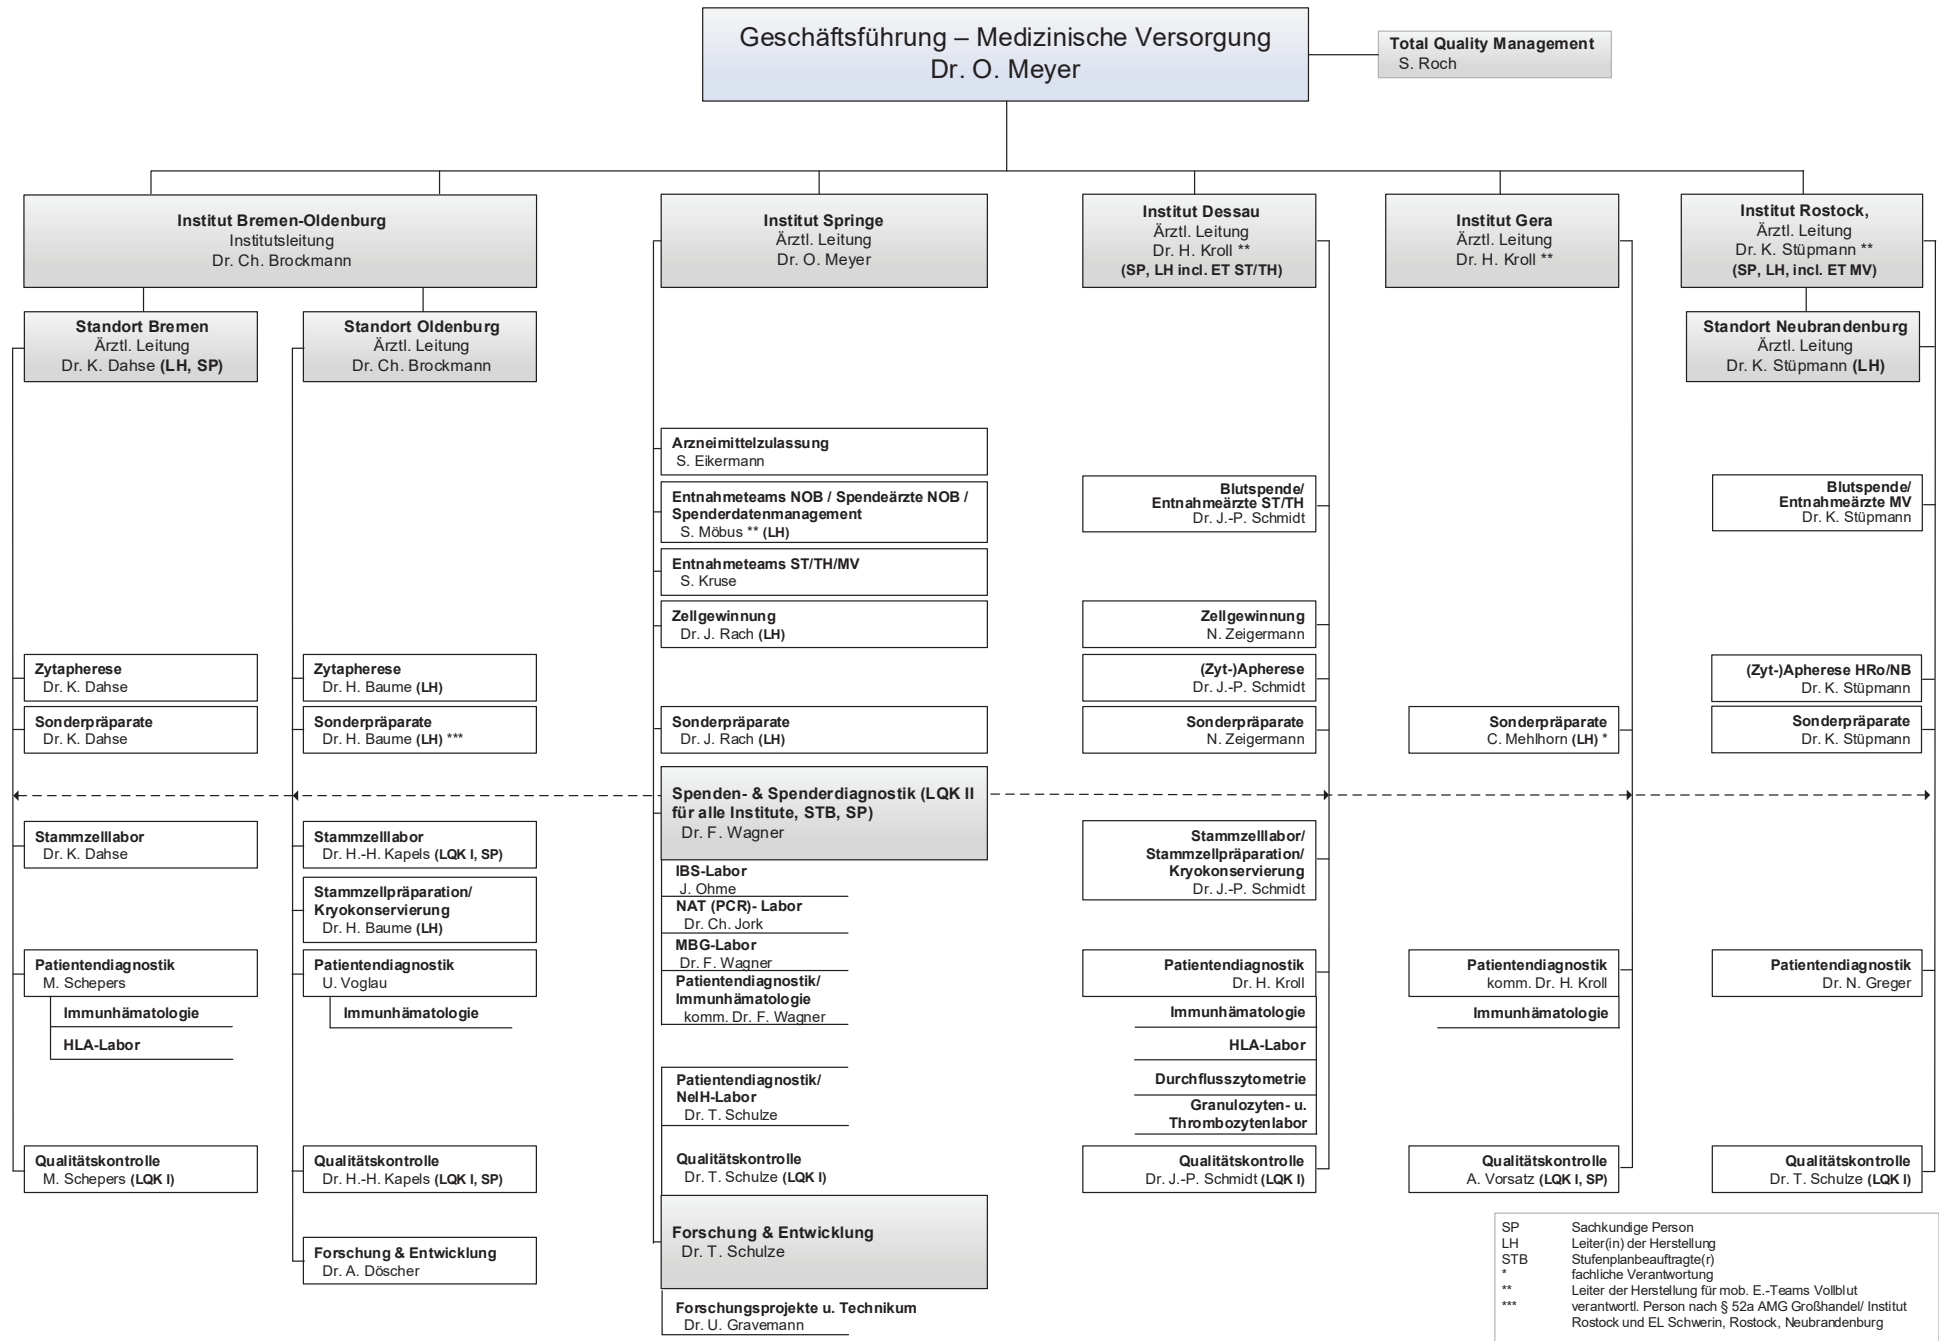 Geschäftsführung – Medizinische Versorgung
Dr. O. Meyer
Total Quality Management
S. Roch
Institut Bremen-Oldenburg
Institutsleitung
Dr. Ch. Brockmann
Standort Bremen
Ärztl. Leitung
Dr. K. Dahse (LH, SP)
Zytapherese
Dr. K. Dahse
Sonderpräparate
Dr. K. Dahse
Stammzelllabor
Dr. K. Dahse
Patientendiagnostik
M. Schepers
Immunhämatologie
HLA-Labor
Qualitätskontrolle
M. Schepers (LQK I)
Standort Oldenburg
Ärztl. Leitung
Dr. Ch. Brockmann
Zytapherese
Dr. H. Baume (LH)
Sonderpräparate
Dr. H. Baume (LH) ***
Stammzelllabor
Dr. H.-H. Kapels (LQK I, SP)
Stammzellpräparation/
Kryokonservierung
Dr. H. Baume (LH)
Patientendiagnostik
U. Voglau
Immunhämatologie
Qualitätskontrolle
Dr. H.-H. Kapels (LQK I, SP)
Forschung & Entwicklung
Dr. A. Döscher
Institut Springe
Ärztl. Leitung
Dr. O. Meyer
Arzneimittelzulassung
S. Eikermann
Entnahmeteams NOB / Spendeärzte NOB /
Spenderdatenmanagement
S. Möbus ** (LH)
Entnahmeteams ST/TH/MV
S. Kruse
Zellgewinnung
Dr. J. Rach (LH)
Sonderpräparate
Dr. J. Rach (LH)
Spenden- & Spenderdiagnostik (LQK II
für alle Institute, STB, SP)
Dr. F. Wagner
IBS-Labor
J. Ohme
NAT (PCR)- Labor
Dr. Ch. Jork
MBG-Labor
Dr. F. Wagner
Patientendiagnostik/
Immunhämatologie
komm. Dr. F. Wagner
Patientendiagnostik/
NeIH-Labor
Dr. T. Schulze
Qualitätskontrolle
Dr. T. Schulze (LQK I)
Forschung & Entwicklung
Dr. T. Schulze
Forschungsprojekte u. Technikum
Dr. U. Gravemann
Institut Dessau
Ärztl. Leitung
Dr. H. Kroll **
(SP, LH incl. ET ST/TH)
Blutspende/
Entnahmeärzte ST/TH
Dr. J.-P. Schmidt
Zellgewinnung
N. Zeigermann
(Zyt-)Apherese
Dr. J.-P. Schmidt
Sonderpräparate
N. Zeigermann
Stammzelllabor/
Stammzellpräparation/
Kryokonservierung
Dr. J.-P. Schmidt
Patientendiagnostik
Dr. H. Kroll
Immunhämatologie
HLA-Labor
Durchflusszytometrie
Granulozyten- u.
Thrombozytenlabor
Qualitätskontrolle
Dr. J.-P. Schmidt (LQK I)
Institut Gera
Ärztl. Leitung
Dr. H. Kroll **
Sonderpräparate
C. Mehlhorn (LH) *
Patientendiagnostik
komm. Dr. H. Kroll
Immunhämatologie
Qualitätskontrolle
A. Vorsatz (LQK I, SP)
Institut Rostock,
Ärztl. Leitung
Dr. K. Stüpmann **
(SP, LH, incl. ET MV)
Standort Neubrandenburg
Ärztl. Leitung
Dr. K. Stüpmann (LH)
Blutspende/
Entnahmeärzte MV
Dr. K. Stüpmann
(Zyt-)Apherese HRo/NB
Dr. K. Stüpmann
Sonderpräparate
Dr. K. Stüpmann
Patientendiagnostik
Dr. N. Greger
Qualitätskontrolle
Dr. T. Schulze (LQK I)
SP Sachkundige Person
LH Leiter(in) der Herstellung
STB Stufenplanbeauftragte(r)
* fachliche Verantwortung
** Leiter der Herstellung für mob. E.-Teams Vollblut
*** verantwortl. Person nach § 52a AMG Großhandel/ Institut
Rostock und EL Schwerin, Rostock, Neubrandenburg